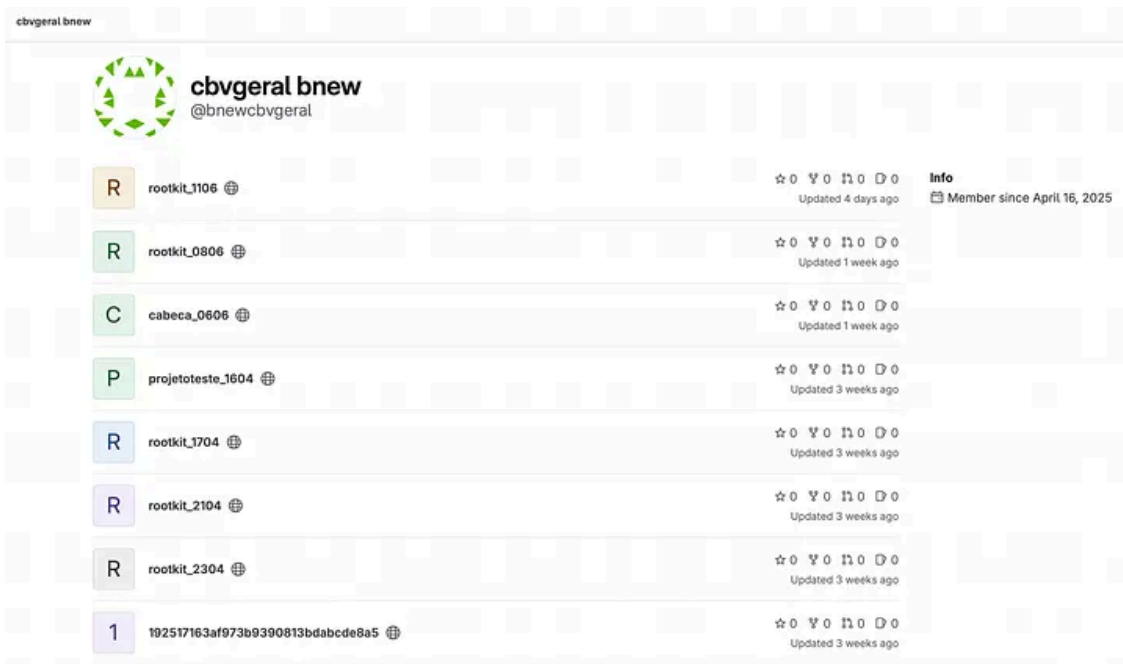 cbvgeral bnew
cbvgeral bnew
@bnewcbvgeral
R rootkit_1106 0 0 0 0
Updated 4 days ago
Info
Member since April 16, 2025
R rootkit_0806 0 0 0 0
Updated 1 week ago
C cabeca_0606 0 0 0 0
Updated 1 week ago
P projetoteste_1604 0 0 0 0
Updated 3 weeks ago
R rootkit_1704 0 0 0 0
Updated 3 weeks ago
R rootkit_2104 0 0 0 0
Updated 3 weeks ago
R rootkit_2304 0 0 0 0
Updated 3 weeks ago
1 192517163af973b9390813bdabcde8a5 0 0 0 0
Updated 3 weeks ago